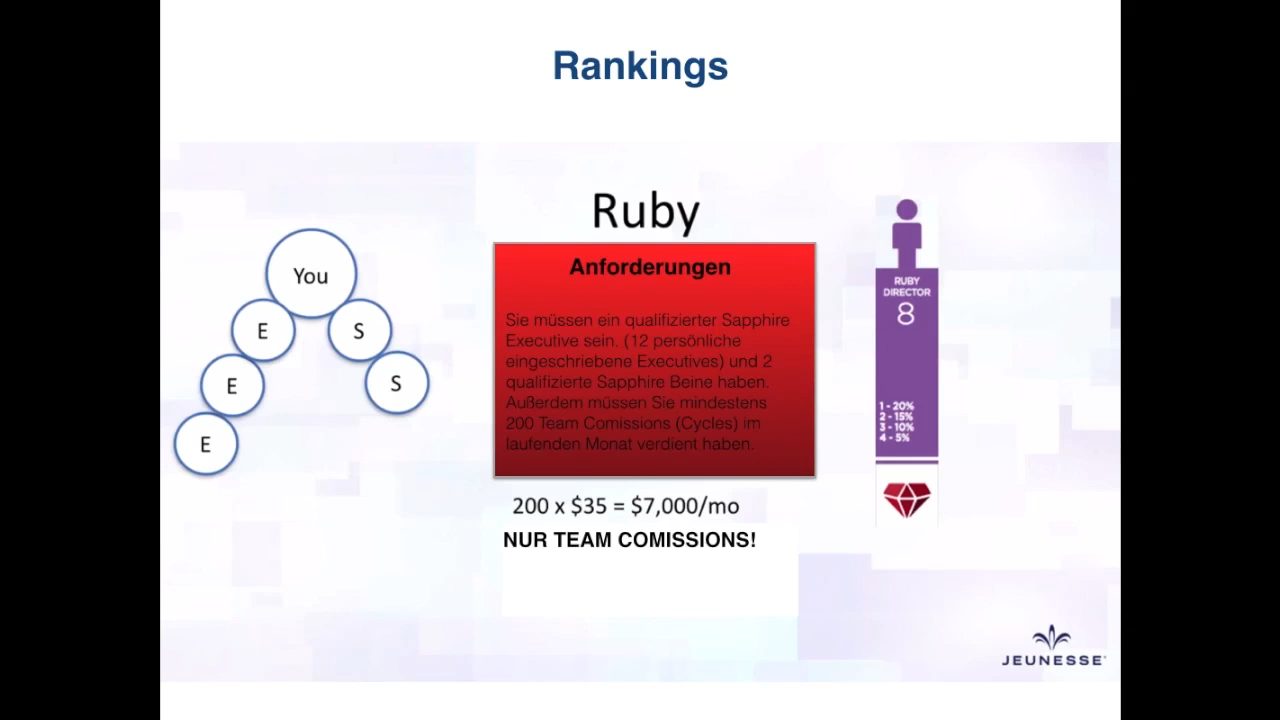 Rankings
Ruby
You
E
S
E
S
E
Anforderungen
Sie müssen ein qualifizierter Sapphire
Executive sein. (12 persönliche
eingeschriebene Executives) und 2
qualifizierte Sapphire Beine haben.
Außerdem müssen Sie mindestens
200 Team Comissions (Cycles) im
laufenden Monat verdient haben.
200 x $35 = $7,000/mo
NUR TEAM COMISSIONS!
RUBY
DIRECTOR
8
1 - 20%
2 - 15%
3 - 10%
4 - 5%
JEUNESSE